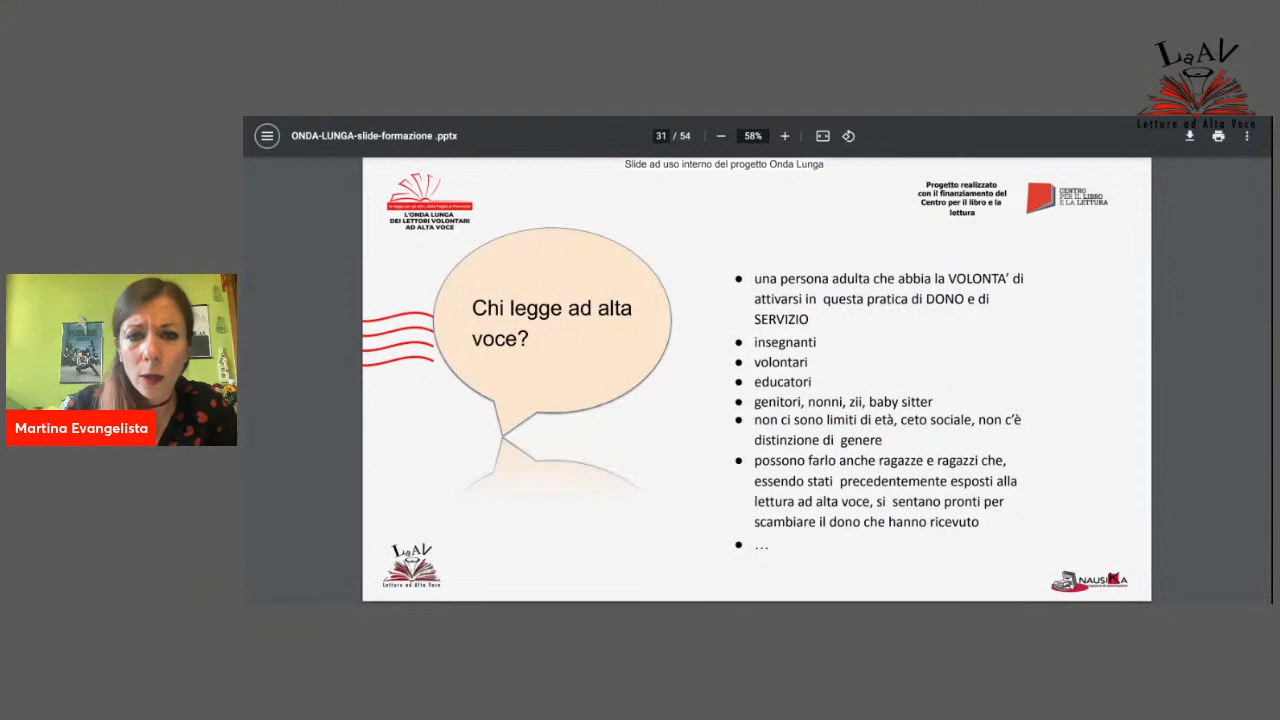 LaAV
Letture ad Alta Voce
ONDA-LUNGA-slide-formazione .pptx
31 / 54
58%
Slide ad uso interno del progetto Onda Lunga
L'ONDA LUNGA
DEI LETTORI VOLONTARI
AD ALTA VOCE
Progetto realizzato
con il finanziamento del
Centro per il libro e la
lettura
CENTRO
PER IL LIBRO
E LA LETTURA
Chi legge ad alta
voce?
una persona adulta che abbia la VOLONTA' di
attivarsi in questa pratica di DONO e di
SERVIZIO
insegnanti
volontari
educatori
genitori, nonni, zii, baby sitter
non ci sono limiti di età, ceto sociale, non c'è
distinzione di genere
possono farlo anche ragazze e ragazzi che,
essendo stati precedentemente esposti alla
lettura ad alta voce, si sentano pronti per
scambiare il dono che hanno ricevuto
...
Martina Evangelista
LaAV
Letture ad Alta Voce
NAUSIKA